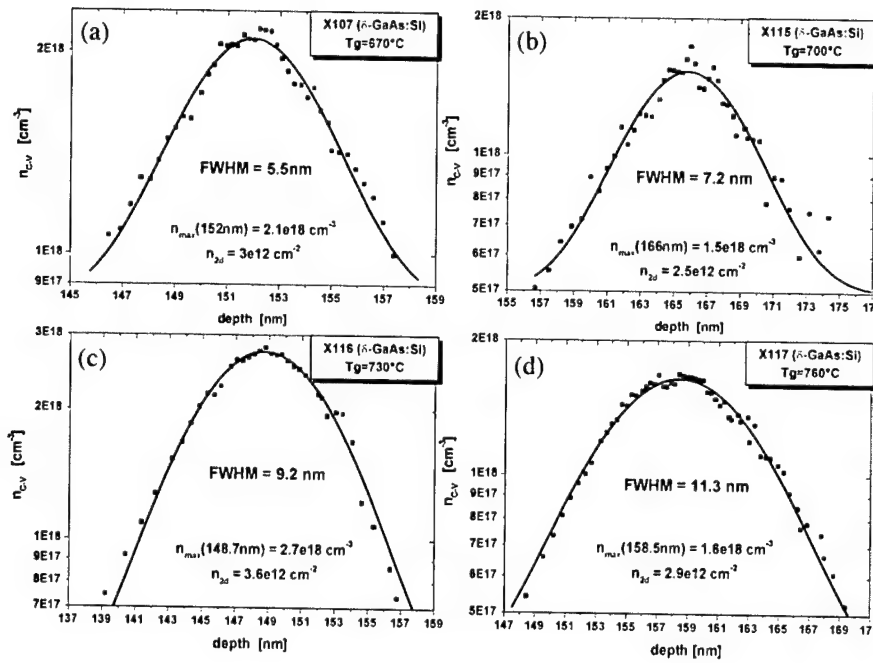 (a)
X107 (δ-GaAs:Si)
Tg=670°C
2E18
1E18
9E17
n_C-V [cm^-3]
FWHM = 5.5nm
n_max(152nm) = 2.1e18 cm^-3
n_2d = 3e12 cm^-2
145 147 149 151 153 155 157 159
depth [nm]
(b)
X115 (δ-GaAs:Si)
Tg=700°C
2E18
1E18
9E17
8E17
7E17
6E17
5E17
n_C-V [cm^-3]
FWHM = 7.2 nm
n_max(166nm) = 1.5e18 cm^-3
n_2d = 2.5e12 cm^-2
155 157 159 161 163 165 167 169 171 173 175 17
depth [nm]
(c)
X116 (δ-GaAs:Si)
Tg=730°C
3E18
2E18
1E18
9E17
8E17
7E17
n_C-V [cm^-3]
FWHM = 9.2 nm
n_max(148.7nm) = 2.7e18 cm^-3
n_2d = 3.6e12 cm^-2
137 139 141 143 145 147 149 151 153 155 157 159
depth [nm]
(d)
X117 (δ-GaAs:Si)
Tg=760°C
2E18
1E18
9E17
8E17
7E17
6E17
5E17
n_C-V [cm^-3]
FWHM = 11.3 nm
n_max(158.5nm) = 1.6e18 cm^-3
n_2d = 2.9e12 cm^-2
147 149 151 153 155 157 159 161 163 165 167 169 17
depth [nm]